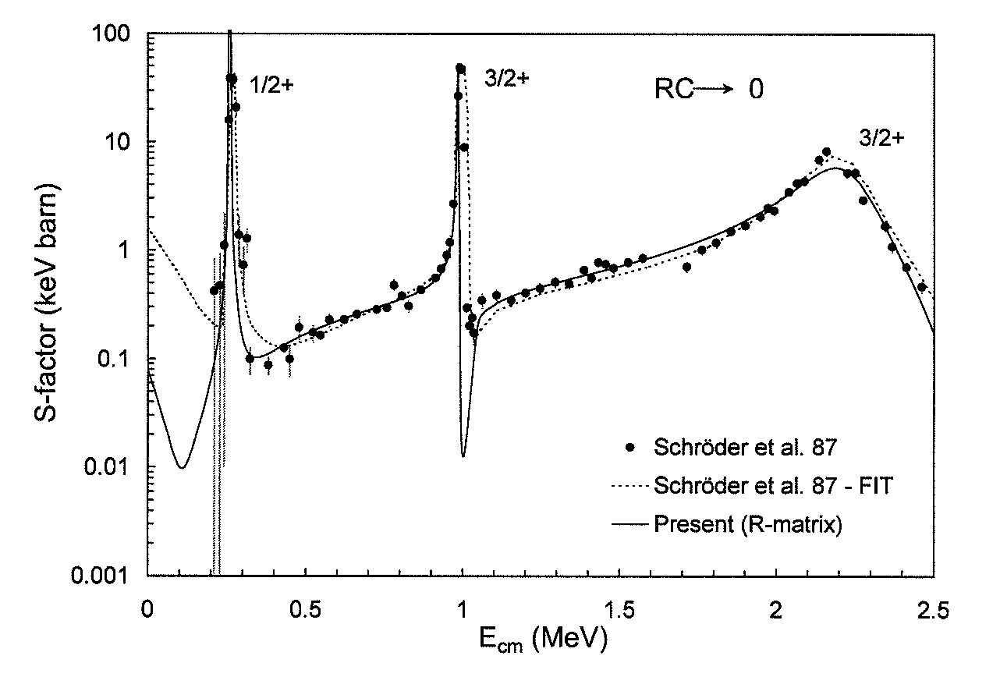 100
10
1
0.1
0.01
0.001
S-factor (keV barn)
1/2+
3/2+
RC → 0
3/2+
Schröder et al. 87
Schröder et al. 87 - FIT
Present (R-matrix)
0
0.5
1
1.5
2
2.5
Ecm (MeV)